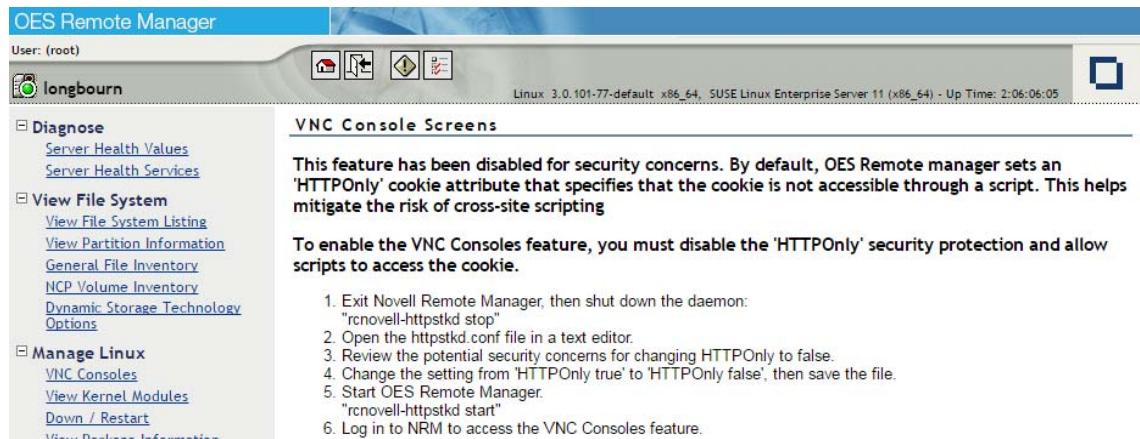 OES Remote Manager
User: (root)
longbourn
Linux 3.0.101-77-default x86_64, SUSE Linux Enterprise Server 11 (x86_64) - Up Time: 2:06:06:05
Diagnose
Server Health Values
Server Health Services
View File System
View File System Listing
View Partition Information
General File Inventory
NCP Volume Inventory
Dynamic Storage Technology
Options
Manage Linux
VNC Consoles
View Kernel Modules
Down / Restart
View Package Information
VNC Console Screens
This feature has been disabled for security concerns. By default, OES Remote manager sets an
'HTTPOnly' cookie attribute that specifies that the cookie is not accessible through a script. This helps
mitigate the risk of cross-site scripting
To enable the VNC Consoles feature, you must disable the 'HTTPOnly' security protection and allow
scripts to access the cookie.
1. Exit Novell Remote Manager, then shut down the daemon:
"rcnovell-httpstkd stop"
2. Open the httpstkd.conf file in a text editor.
3. Review the potential security concerns for changing HTTPOnly to false.
4. Change the setting from 'HTTPOnly true' to 'HTTPOnly false', then save the file.
5. Start OES Remote Manager.
"rcnovell-httpstkd start"
6. Log in to NRM to access the VNC Consoles feature.